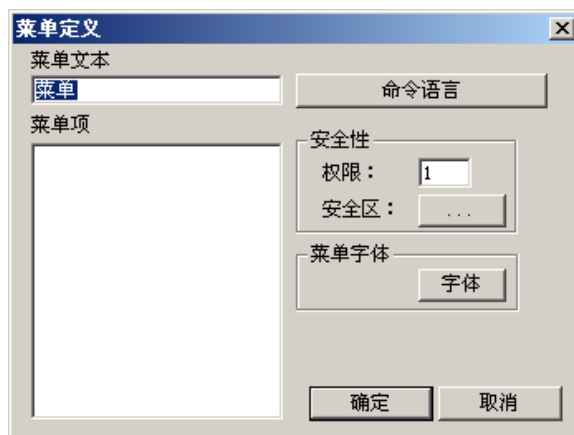 菜单定义
菜单文本
菜单
命令语言
菜单项
安全性
权限：
1
安全区：
...
菜单字体
字体
确定
取消